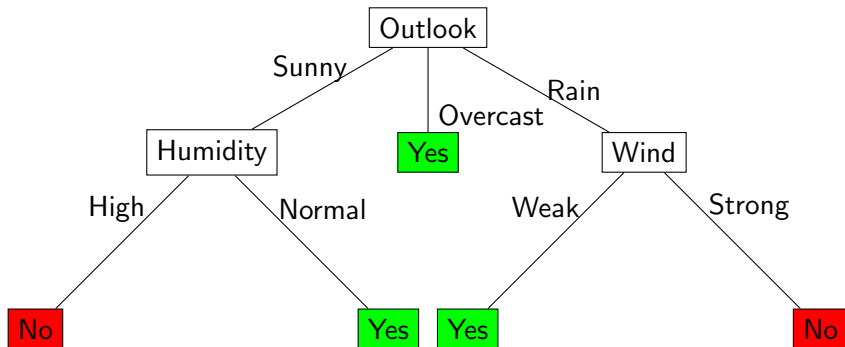 Outlook
Sunny
Rain
Overcast
Humidity
Yes
Wind
High
Normal
Weak
Strong
No
Yes
Yes
No